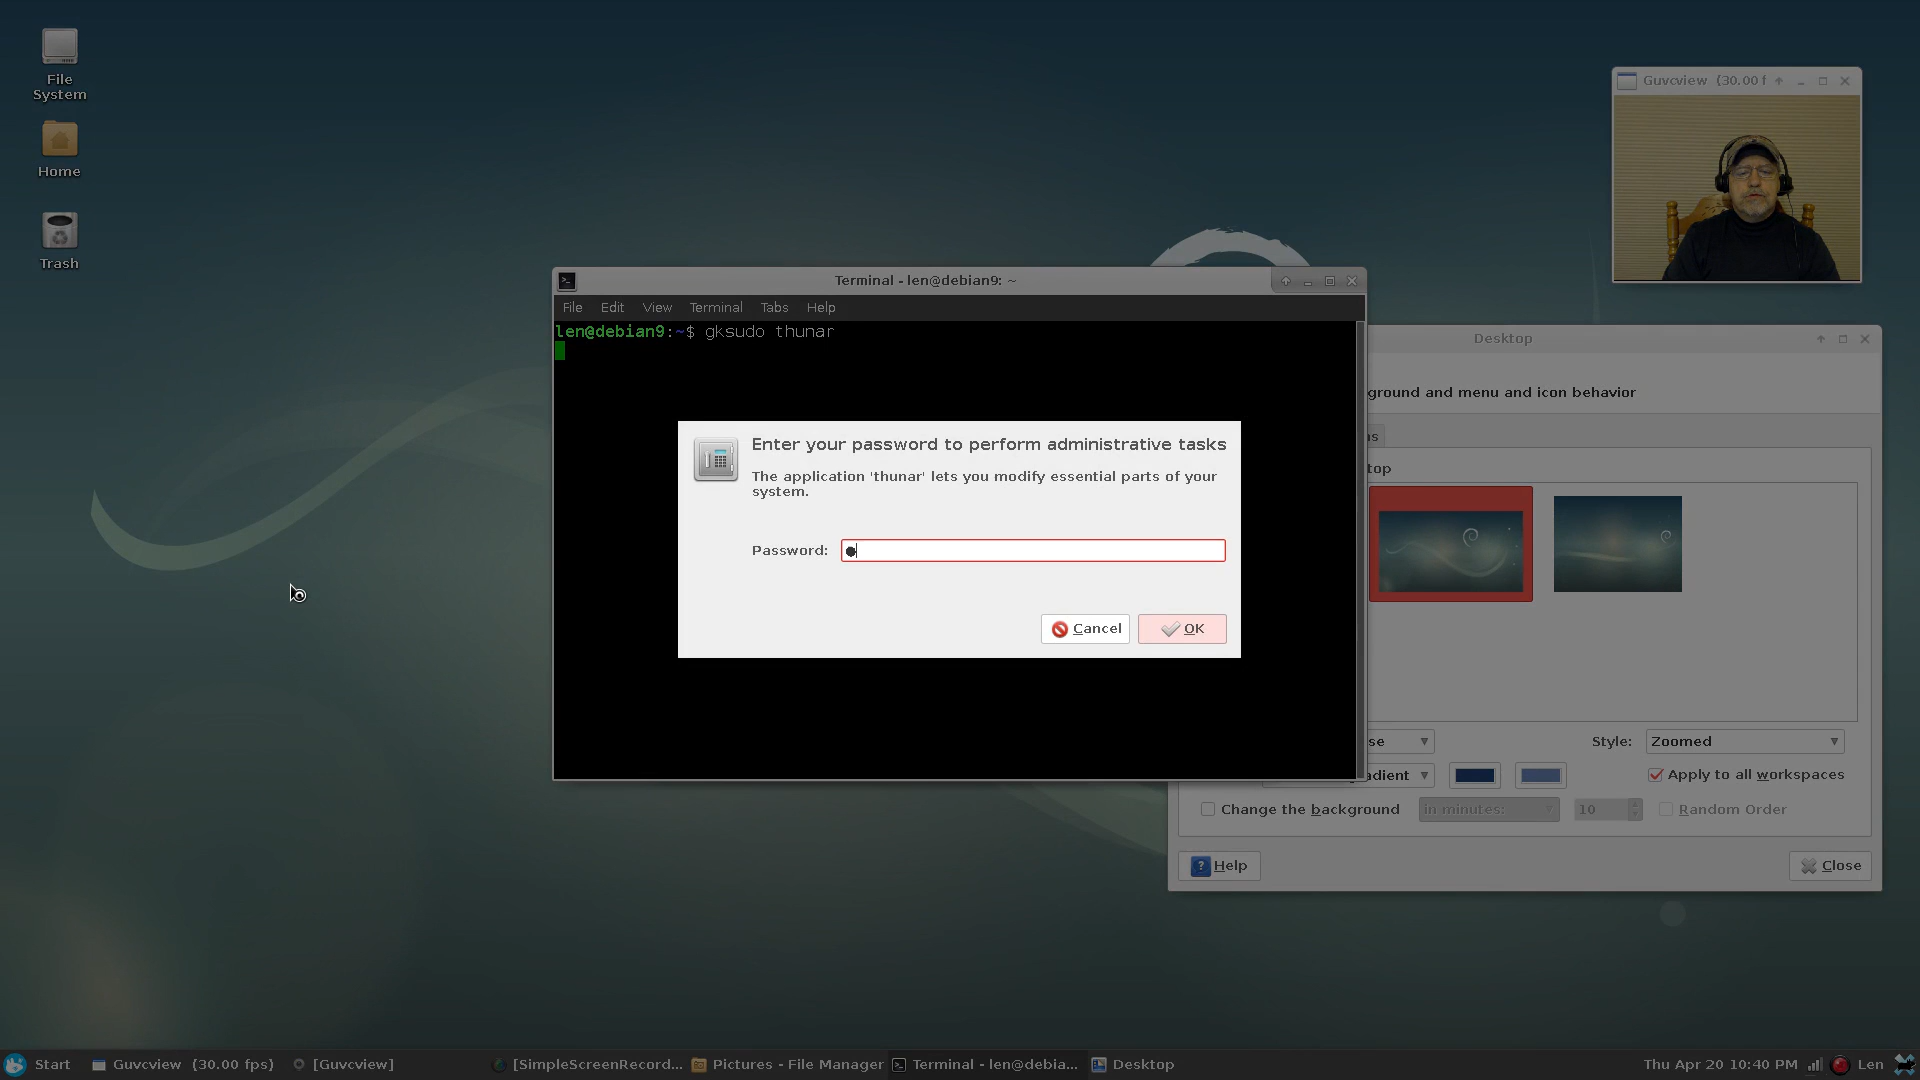 File
System
Home
Trash
Guvcview (30.00 f
Terminal - len@debian9: ~
File Edit View Terminal Tabs Help
len@debian9:~$ gksudo thunar
Desktop
ground and menu and icon behavior
ns
top
Enter your password to perform administrative tasks
The application 'thunar' lets you modify essential parts of your
system.
Password:
Cancel OK
se Style: Zoomed
adient Apply to all workspaces
Change the background in minutes: 10 Random Order
Help Close
Start Guvcview (30.00 fps) [Guvcview] [SimpleScreenRecord... Pictures - File Manager Terminal - len@debia... Desktop Thu Apr 20 10:40 PM Len